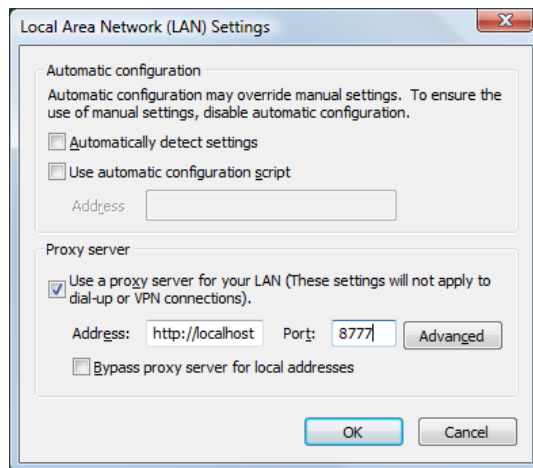 Local Area Network (LAN) Settings
Automatic configuration
Automatic configuration may override manual settings. To ensure the
use of manual settings, disable automatic configuration.
Automatically detect settings
Use automatic configuration script
Address
Proxy server
Use a proxy server for your LAN (These settings will not apply to
dial-up or VPN connections).
Address: http://localhost Port: 8777 Advanced
Bypass proxy server for local addresses
OK Cancel